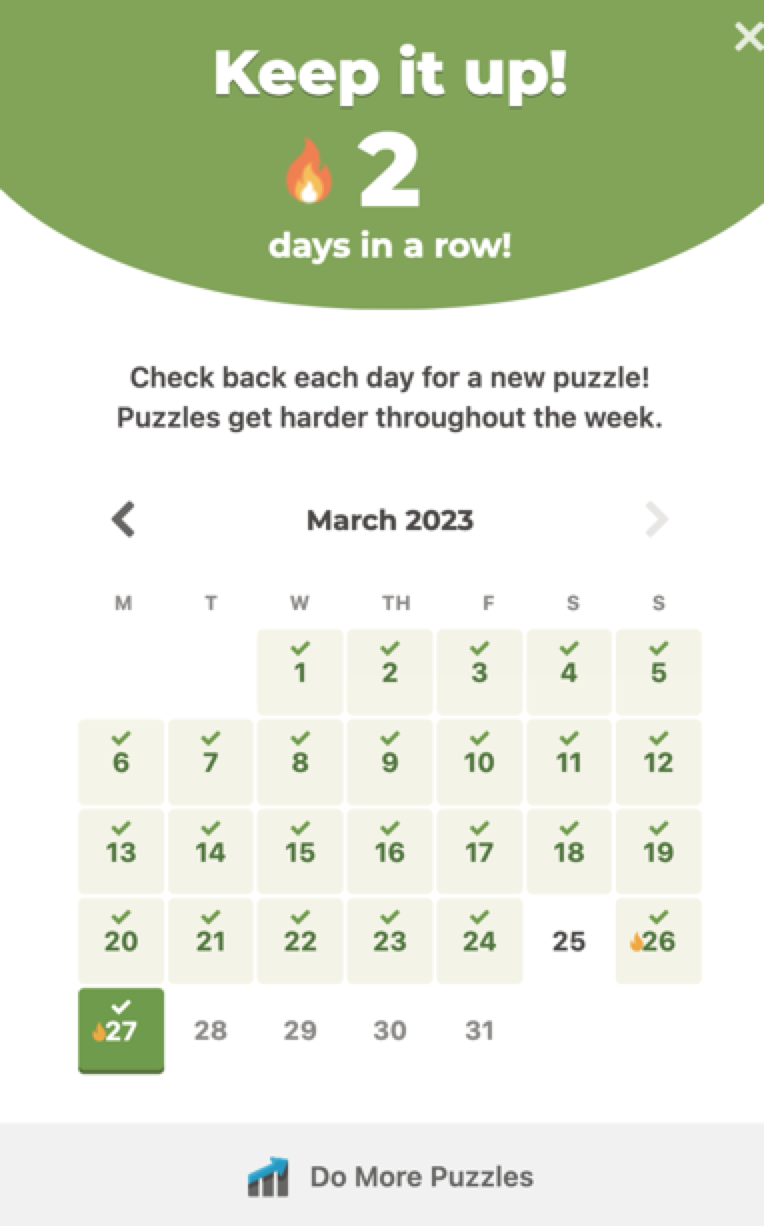 Keep it up!
2
days in a row!
Check back each day for a new puzzle!
Puzzles get harder throughout the week.
March 2023
M T W TH F S S
1 2 3 4 5
6 7 8 9 10 11 12
13 14 15 16 17 18 19
20 21 22 23 24 25 26
27 28 29 30 31
Do More Puzzles